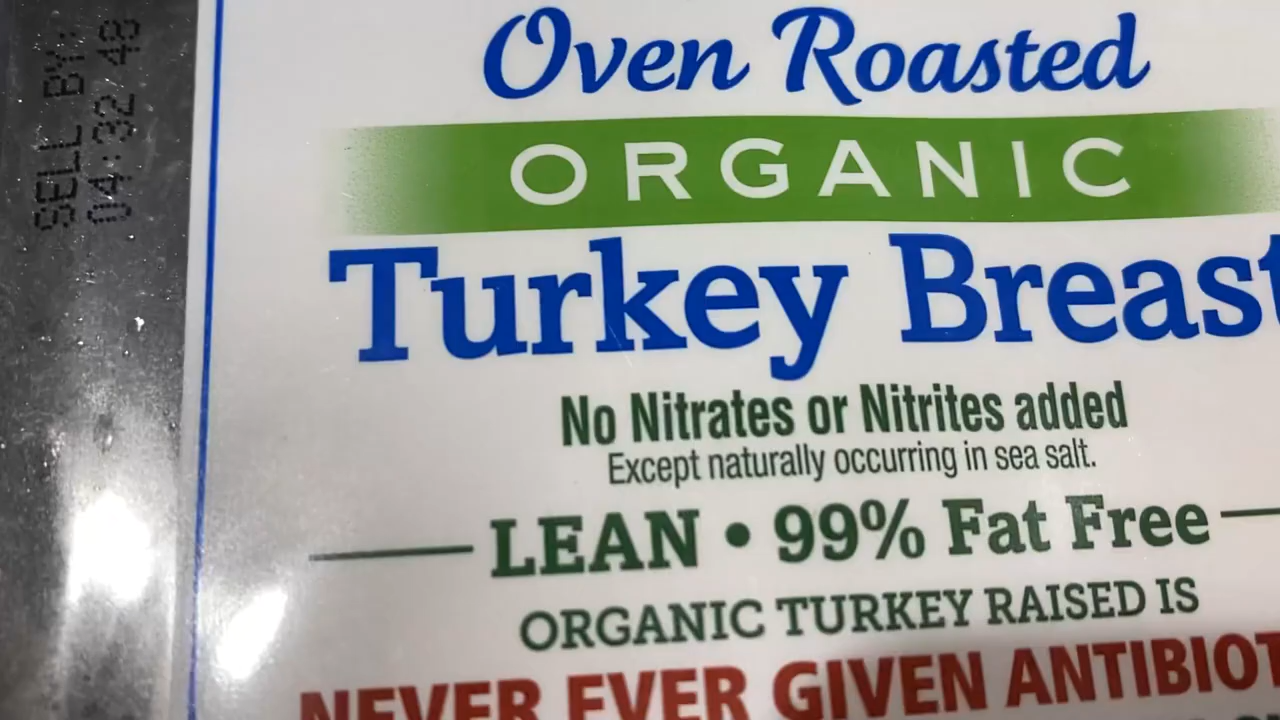 SELL BY:
04:32 48
Oven Roasted
ORGANIC
Turkey Breast
No Nitrates or Nitrites added
Except naturally occurring in sea salt.
LEAN • 99% Fat Free
ORGANIC TURKEY RAISED IS
NEVER EVER GIVEN ANTIBIOT